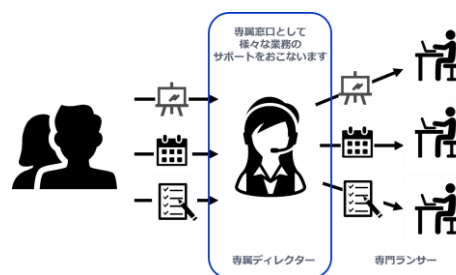 専属窓口として
様々な業務の
サポートをおこないます
専属ディレクター
専門ランサー